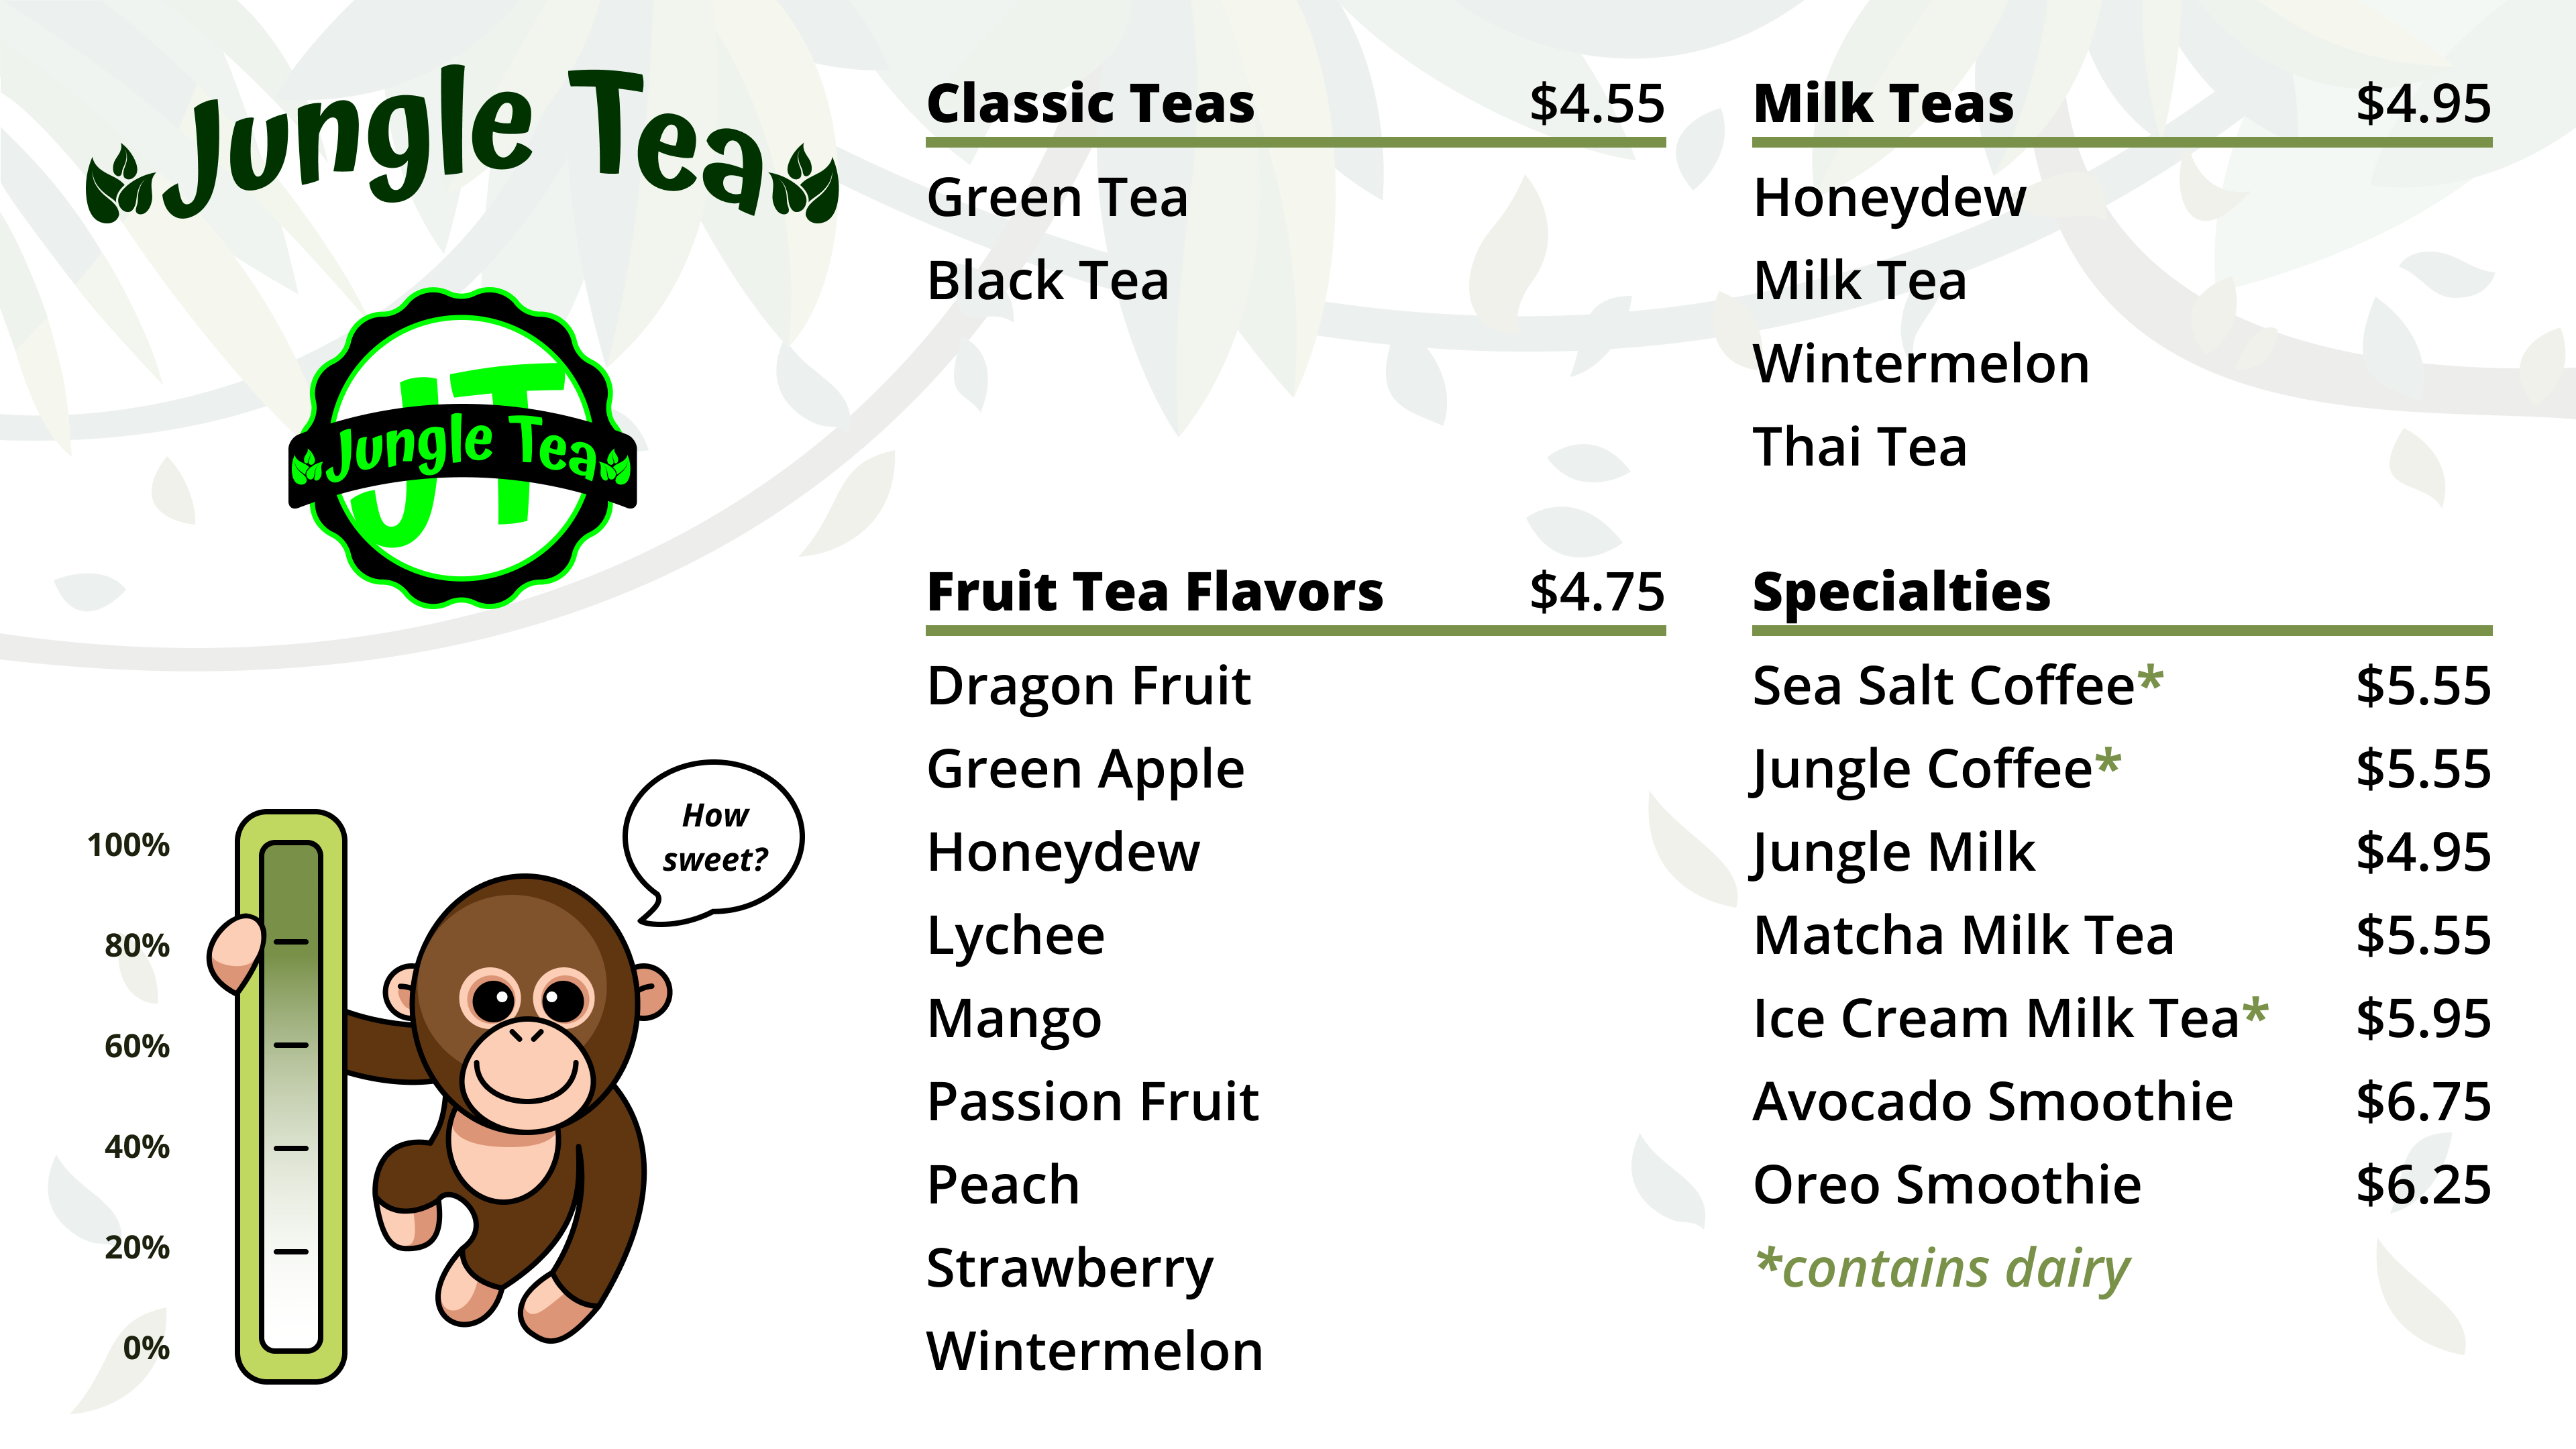 Jungle Tea
JT
Jungle Tea
How
sweet?
100%
80%
60%
40%
20%
0%
Classic Teas $4.55
Green Tea
Black Tea
Fruit Tea Flavors $4.75
Dragon Fruit
Green Apple
Honeydew
Lychee
Mango
Passion Fruit
Peach
Strawberry
Wintermelon
Milk Teas $4.95
Honeydew
Milk Tea
Wintermelon
Thai Tea
Specialties
Sea Salt Coffee* $5.55
Jungle Coffee* $5.55
Jungle Milk $4.95
Matcha Milk Tea $5.55
Ice Cream Milk Tea* $5.95
Avocado Smoothie $6.75
Oreo Smoothie $6.25
*contains dairy